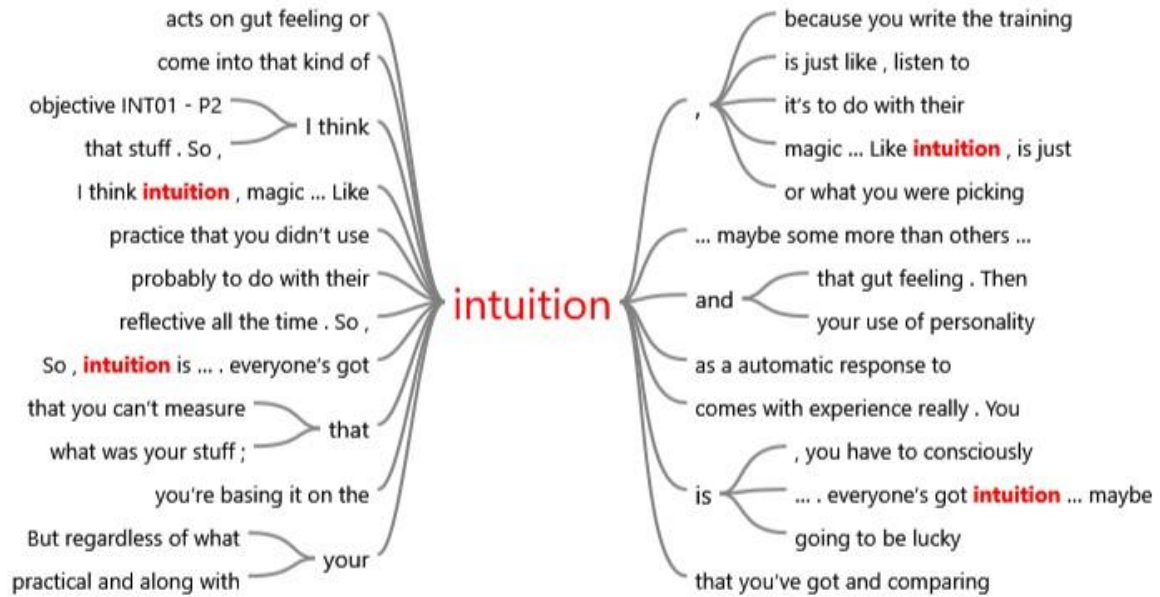 acts on gut feeling or
come into that kind of
objective INT01 - P2
I think
that stuff . So ,
I think intuition , magic ... Like
practice that you didn't use
probably to do with their
reflective all the time . So ,
So , intuition is ... . everyone's got
that you can't measure
that
what was your stuff ;
you're basing it on the
But regardless of what
your
practical and along with
intuition
,
because you write the training
is just like , listen to
it's to do with their
magic ... Like intuition , is just
or what you were picking
... maybe some more than others ...
and
that gut feeling . Then
your use of personality
as a automatic response to
comes with experience really . You
is
, you have to consciously
... . everyone's got intuition ... maybe
going to be lucky
that you've got and comparing